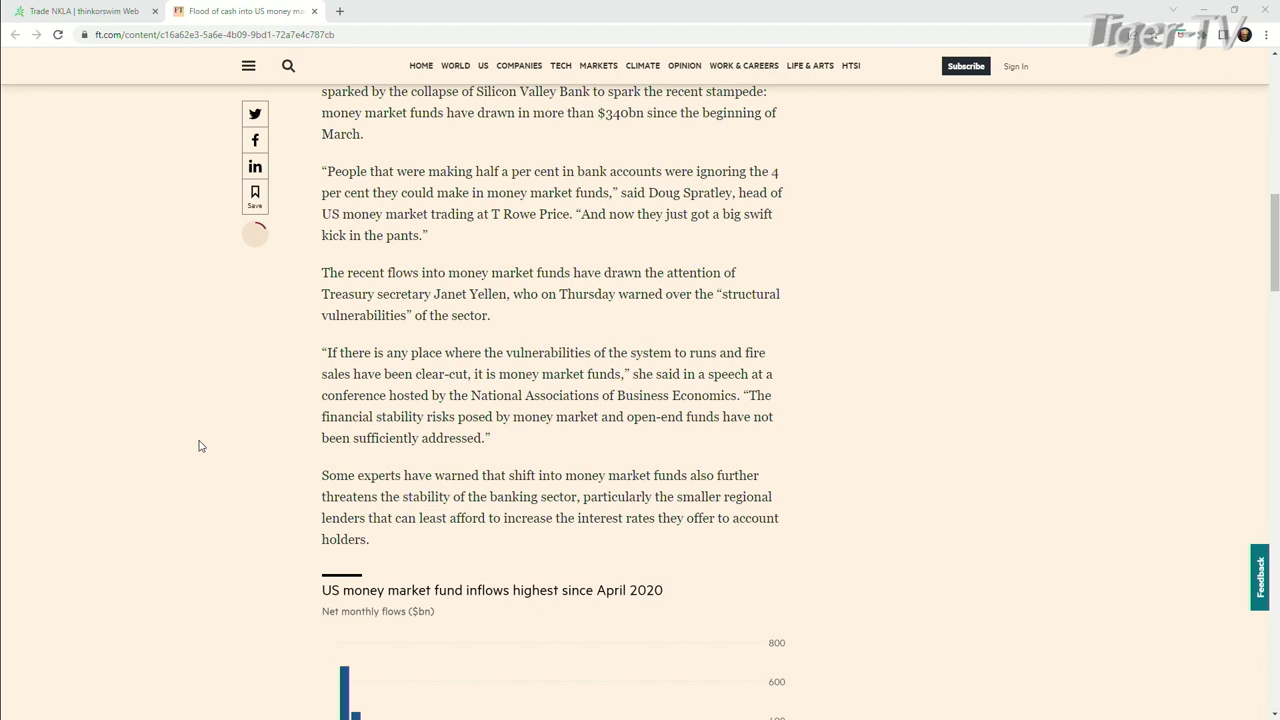 Trade NKLA | thinkorswim Web
FT Flood of cash into US money ma
Tiger-TV
ft.com/content/c16a62e3-5a6e-4b09-9bd1-72a7e4c787cb
HOME WORLD US COMPANIES TECH MARKETS CLIMATE OPINION WORK & CAREERS LIFE & ARTS HTSI
Subscribe
Sign In
sparked by the collapse of Silicon Valley Bank to spark the recent stampede:
money market funds have drawn in more than $340bn since the beginning of
March.
“People that were making half a per cent in bank accounts were ignoring the 4
per cent they could make in money market funds,” said Doug Spratley, head of
US money market trading at T Rowe Price. “And now they just got a big swift
kick in the pants.”
Save
The recent flows into money market funds have drawn the attention of
Treasury secretary Janet Yellen, who on Thursday warned over the “structural
vulnerabilities” of the sector.
“If there is any place where the vulnerabilities of the system to runs and fire
sales have been clear-cut, it is money market funds,” she said in a speech at a
conference hosted by the National Associations of Business Economics. “The
financial stability risks posed by money market and open-end funds have not
been sufficiently addressed.”
Some experts have warned that shift into money market funds also further
threatens the stability of the banking sector, particularly the smaller regional
lenders that can least afford to increase the interest rates they offer to account
holders.
Feedback
US money market fund inflows highest since April 2020
Net monthly flows ($bn)
800
600